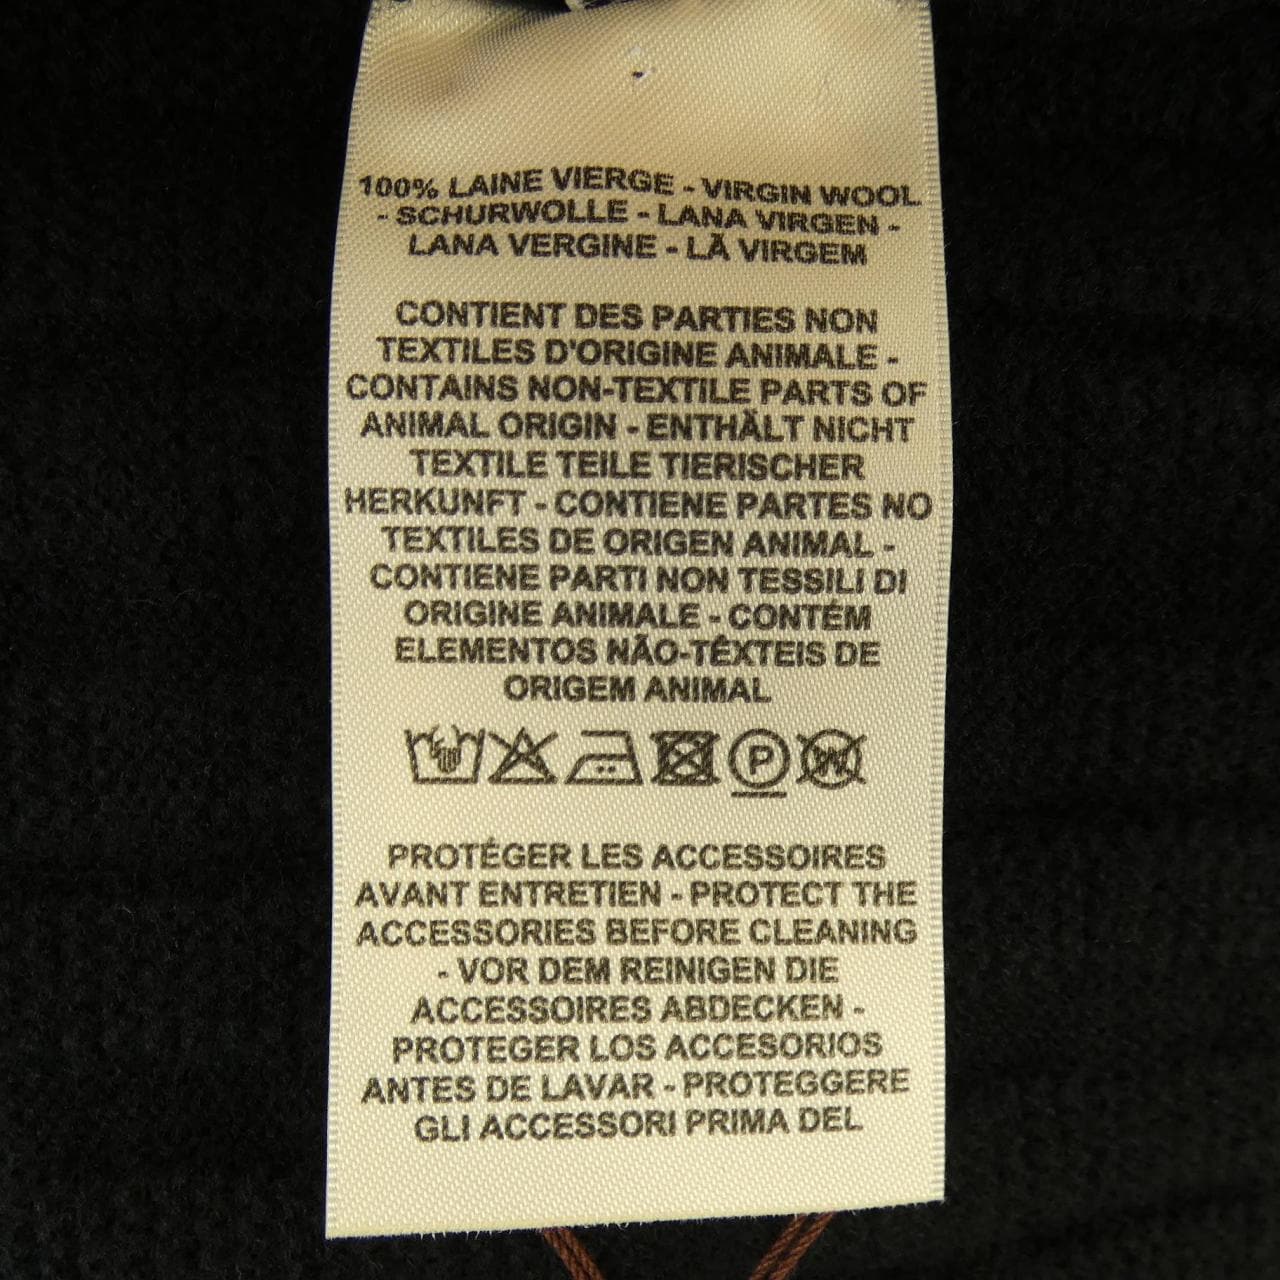 100% LAINE VIERGE - VIRGIN WOOL
- SCHURWOLLE - LANA VIRGEN -
LANA VERGINE - LÃ VIRGEM
CONTIENT DES PARTIES NON
TEXTILES D'ORIGINE ANIMALE -
CONTAINS NON-TEXTILE PARTS OF
ANIMAL ORIGIN - ENTHÄLT NICHT
TEXTILE TEILE TIERISCHER
HERKUNFT - CONTIENE PARTES NO
TEXTILES DE ORIGEN ANIMAL -
CONTIENE PARTI NON TESSILI DI
ORIGINE ANIMALE - CONTÉM
ELEMENTOS NÃO-TÊXTEIS DE
ORIGEM ANIMAL
P W
PROTÉGER LES ACCESSOIRES
AVANT ENTRETIEN - PROTECT THE
ACCESSORIES BEFORE CLEANING
- VOR DEM REINIGEN DIE
ACCESSOIRES ABDECKEN -
PROTEGER LOS ACCESORIOS
ANTES DE LAVAR - PROTEGGERE
GLI ACCESSORI PRIMA DEL